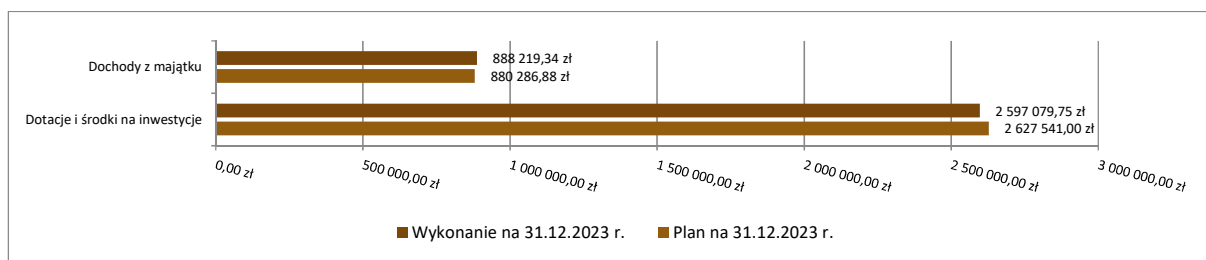 Dochody z majątku
888 219,34 zł
880 286,88 zł
Dotacje i środki na inwestycje
2 597 079,75 zł
2 627 541,00 zł
0,00 zł
500 000,00 zł
1 000 000,00 zł
1 500 000,00 zł
2 000 000,00 zł
2 500 000,00 zł
3 000 000,00 zł
Wykonanie na 31.12.2023 r.
Plan na 31.12.2023 r.